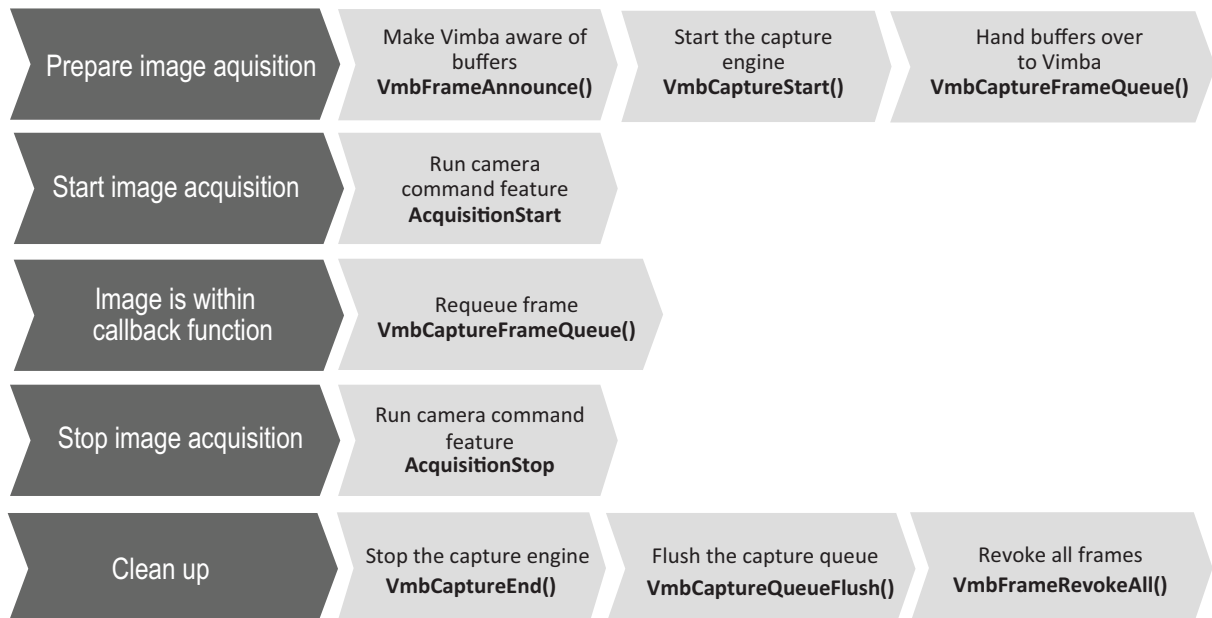 Prepare image aquisition
Make Vimba aware of
buffers
VmbFrameAnnounce()
Start the capture
engine
VmbCaptureStart()
Hand buffers over
to Vimba
VmbCaptureFrameQueue()
Start image acquisition
Run camera
command feature
AcquisitionStart
Image is within
callback function
Requeue frame
VmbCaptureFrameQueue()
Stop image acquisition
Run camera command
feature
AcquisitionStop
Clean up
Stop the capture engine
VmbCaptureEnd()
Flush the capture queue
VmbCaptureQueueFlush()
Revoke all frames
VmbFrameRevokeAll()